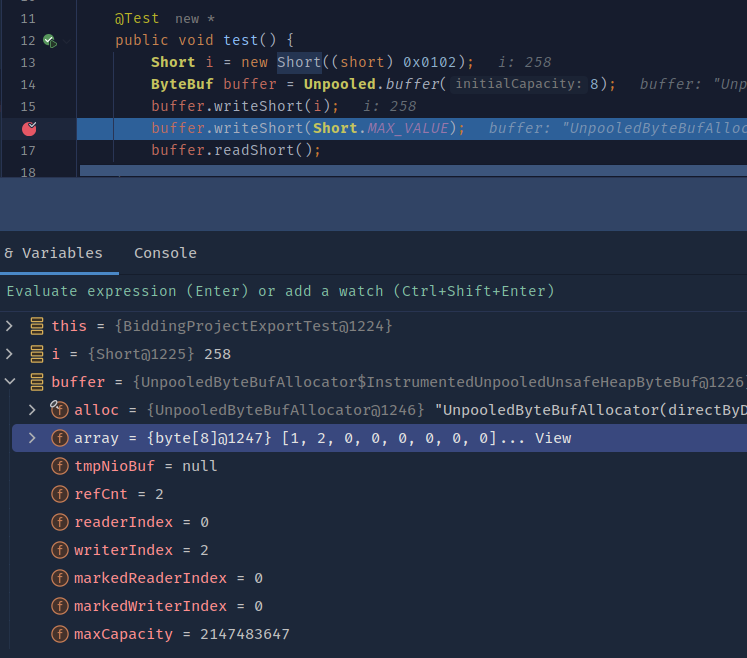 11 @Test new *
12 public void test() {
13 Short i = new Short((short) 0x0102); i: 258
14 ByteBuf buffer = Unpooled.buffer( initialCapacity: 8); buffer: "Unp
15 buffer.writeShort(i); i: 258
buffer.writeShort(Short.MAX_VALUE); buffer: "UnpooledByteBufAlloc
17 buffer.readShort();
18
& Variables Console
Evaluate expression (Enter) or add a watch (Ctrl+Shift+Enter)
this = {BiddingProjectExportTest@1224}
i = {Short@1225} 258
buffer = {UnpooledByteBufAllocator$InstrumentedUnpooledUnsafeHeapByteBuf@1226
alloc = {UnpooledByteBufAllocator@1246} "UnpooledByteBufAllocator(directByD
array = {byte[8]@1247} [1, 2, 0, 0, 0, 0, 0, 0]... View
tmpNioBuf = null
refCnt = 2
readerIndex = 0
writerIndex = 2
markedReaderIndex = 0
markedWriterIndex = 0
maxCapacity = 2147483647